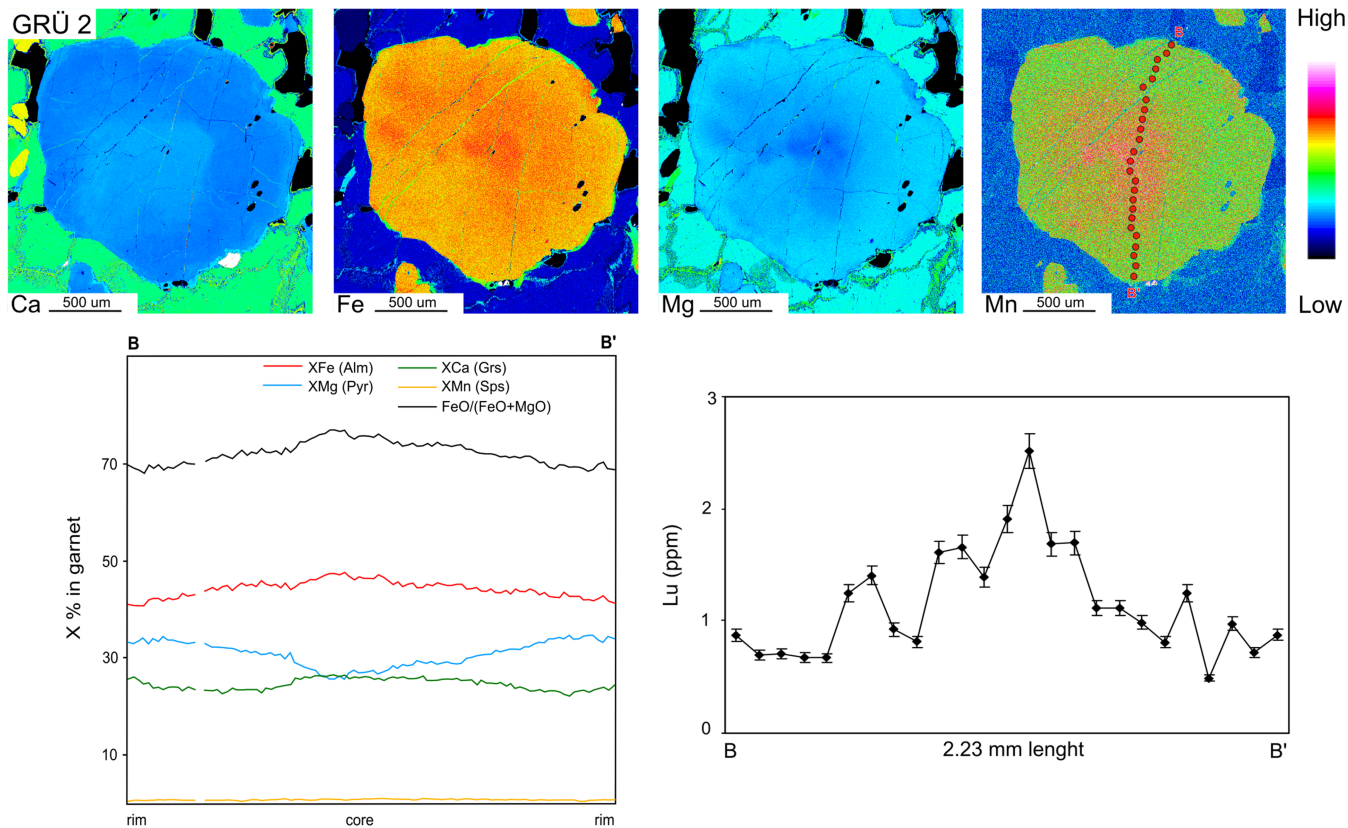 GRÜ 2
High
B
B'
Ca
500 um
Fe
500 um
Mg
500 um
Mn
500 um
Low
B
B'
XFe (Alm)
XCa (Grs)
XMg (Pyr)
XMn (Sps)
FeO/(FeO+MgO)
70
50
30
10
X % in garnet
rim
core
rim
3
2
1
0
Lu (ppm)
B
2.23 mm lenght
B'